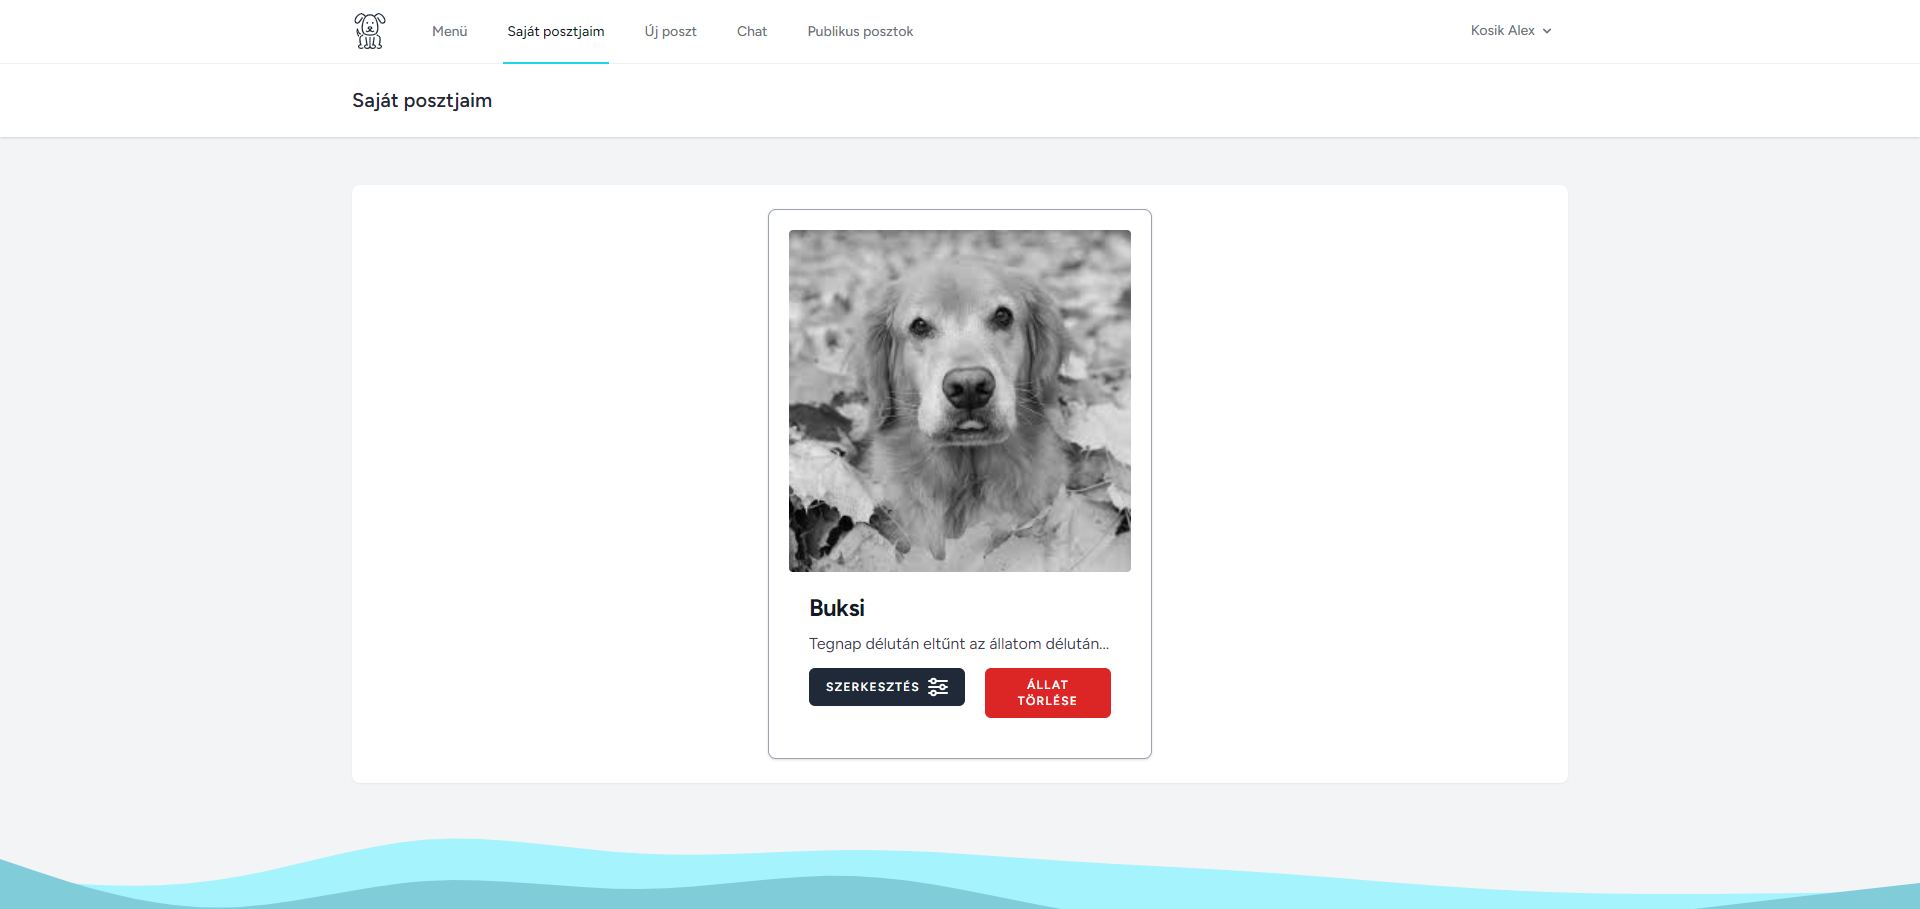 Menü
Saját posztjaim
Új poszt
Chat
Publikus posztok
Kosik Alex
Saját posztjaim
Buksi
Tegnap délután eltűnt az állatom délután...
SZERKESZTÉS
ÁLLAT
TÖRLÉSE